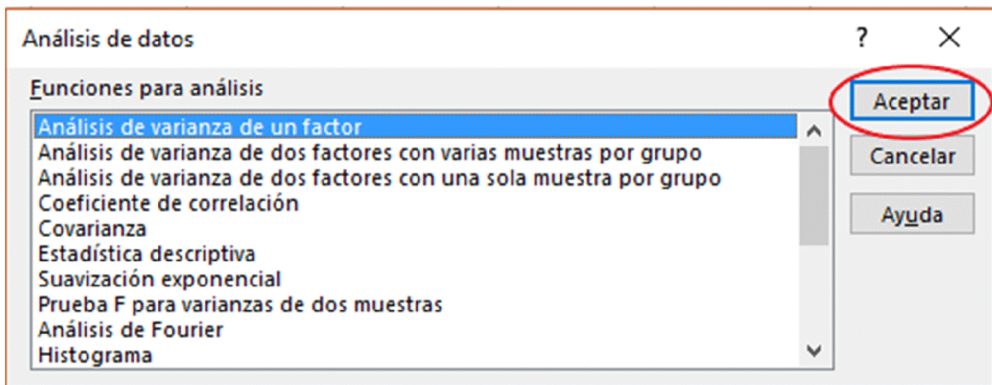 Análisis de datos
?
Funciones para análisis
Análisis de varianza de un factor
Análisis de varianza de dos factores con varias muestras por grupo
Análisis de varianza de dos factores con una sola muestra por grupo
Coeficiente de correlación
Covarianza
Estadística descriptiva
Suavización exponencial
Prueba F para varianzas de dos muestras
Análisis de Fourier
Histograma
Aceptar
Cancelar
Ayuda